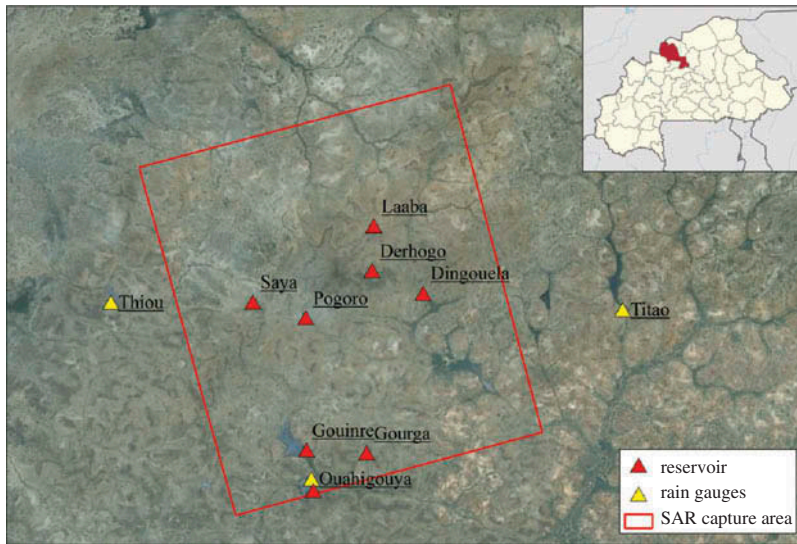 Laaba
Derhogo
Dingouela
Saya
Pogoro
Thiou
Titao
Gouinre Gourga
Ouahigouya
reservoir
rain gauges
SAR capture area